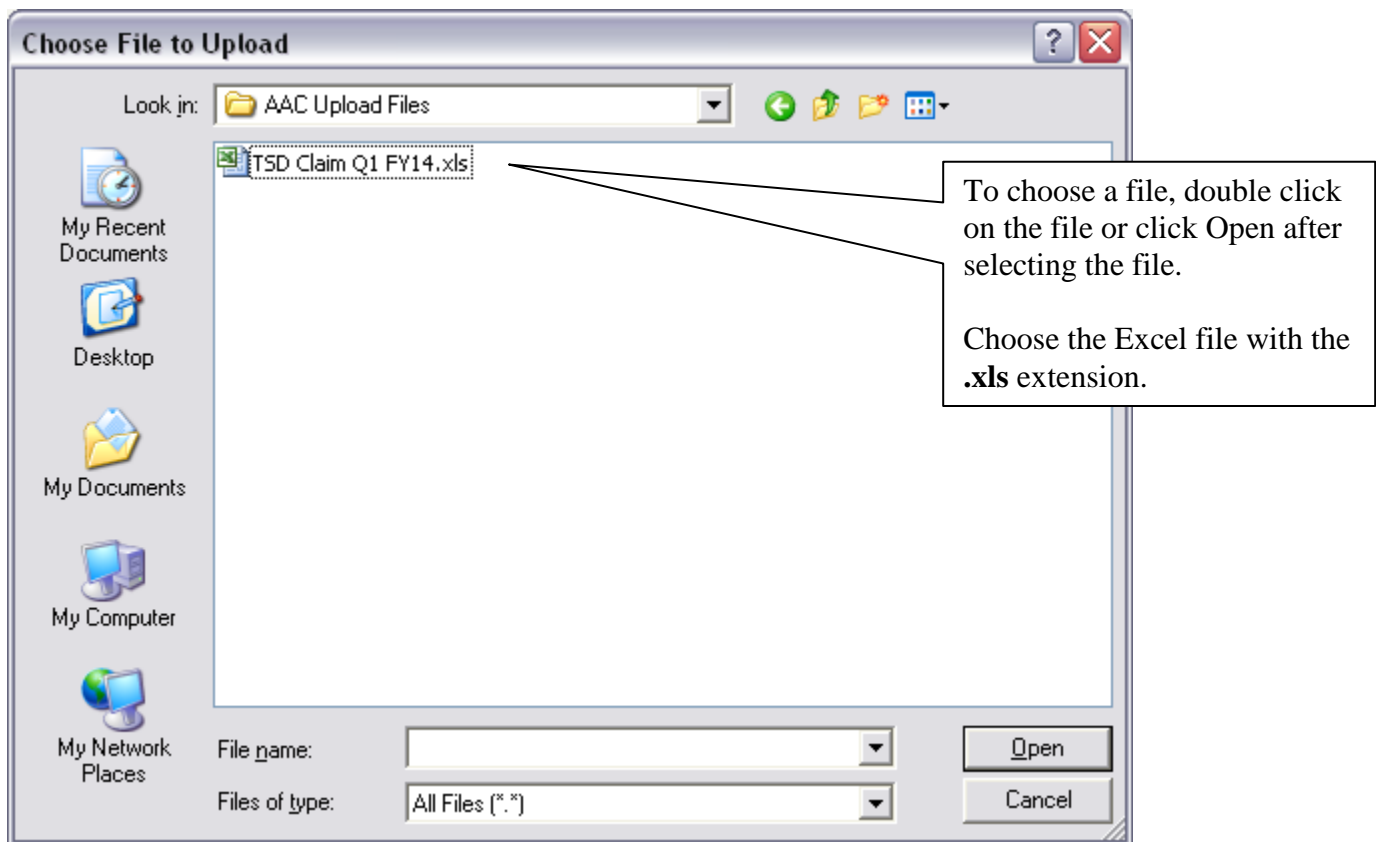 Choose File to Upload
Look in:
AAC Upload Files
TSD Claim Q1 FY14.xls
To choose a file, double click
on the file or click Open after
selecting the file.
Choose the Excel file with the
.xls extension.
My Recent
Documents
Desktop
My Documents
My Computer
My Network
Places
File name:
Open
Files of type:
All Files (*.*)
Cancel